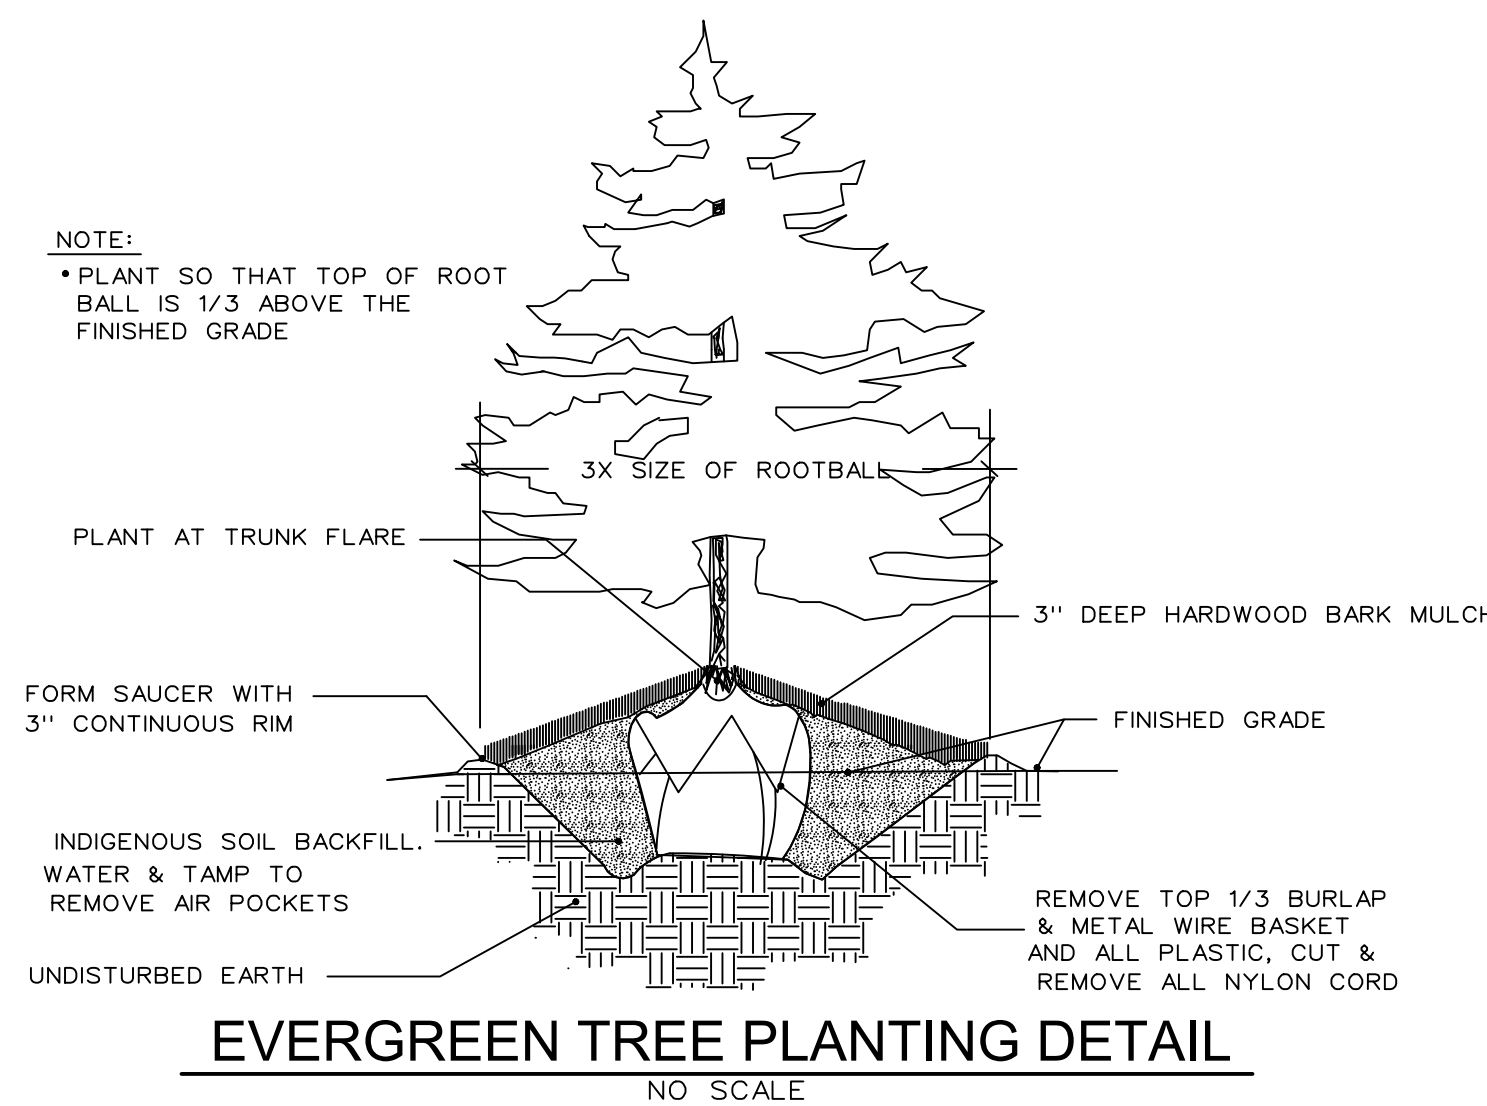 NOTE:
• PLANT SO THAT TOP OF ROOT
BALL IS 1/3 ABOVE THE
FINISHED GRADE
3X SIZE OF ROOTBALL
PLANT AT TRUNK FLARE
3" DEEP HARDWOOD BARK MULCH
FORM SAUCER WITH
3" CONTINUOUS RIM
FINISHED GRADE
INDIGENOUS SOIL BACKFILL.
WATER & TAMP TO
REMOVE AIR POCKETS
REMOVE TOP 1/3 BURLAP
& METAL WIRE BASKET
AND ALL PLASTIC, CUT &
REMOVE ALL NYLON CORD
UNDISTURBED EARTH
EVERGREEN TREE PLANTING DETAIL
NO SCALE